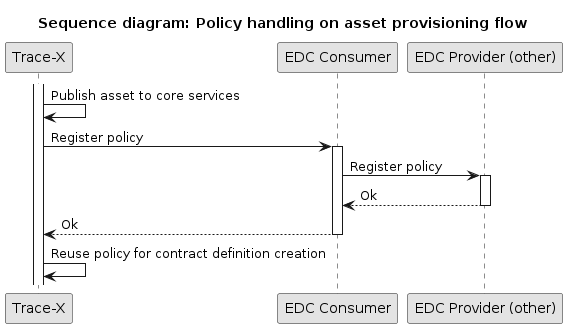 Sequence diagram: Policy handling on asset provisioning flow
Trace-X
EDC Consumer
EDC Provider (other)
Publish asset to core services
Register policy
Register policy
Ok
Ok
Reuse policy for contract definition creation
Trace-X
EDC Consumer
EDC Provider (other)